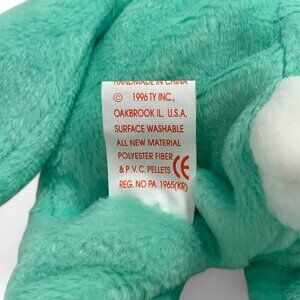 HANDMADE IN CHINA
© 1996 TY INC.,
OAKBROOK IL, U.S.A.
SURFACE WASHABLE
ALL NEW MATERIAL
POLYESTER FIBER
& P.V.C. PELLETS CE
REG. NO PA. 1965(KR)